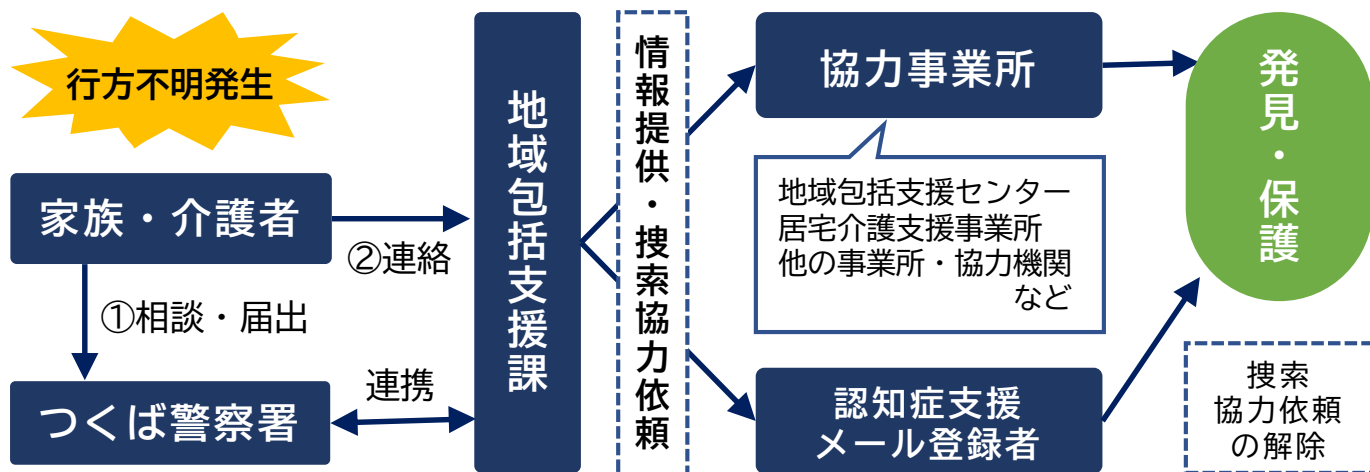 行方不明発生
家族・介護者
①相談・届出
つくば警察署
②連絡
連携
地域包括支援課
情報提供・捜索協力依頼
協力事業所
地域包括支援センター
居宅介護支援事業所
他の事業所・協力機関
など
認知症支援
メール登録者
発見・保護
捜索
協力依頼
の解除